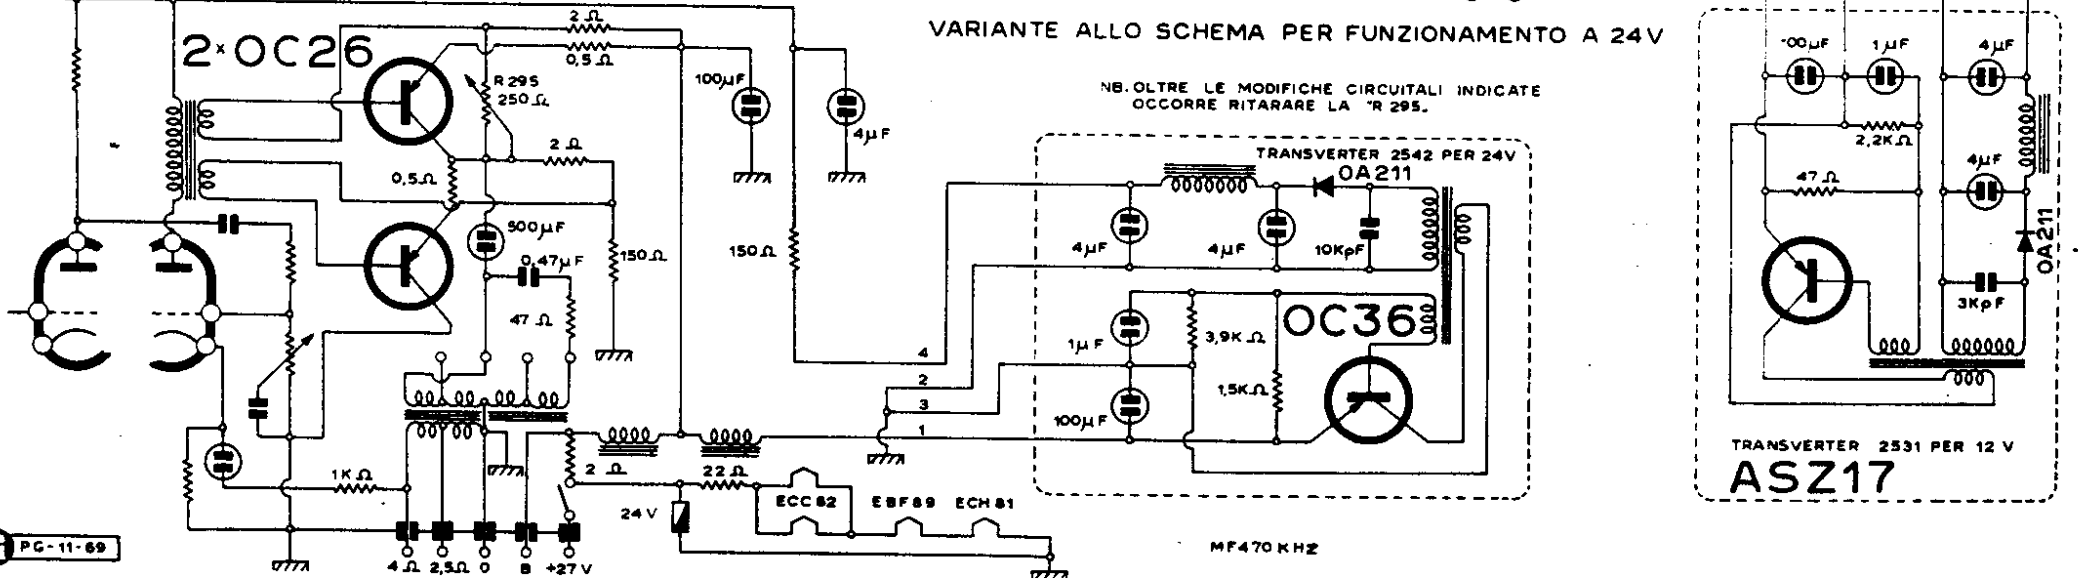 VARIANTE ALLO SCHEMA PER FUNZIONAMENTO A 24V
NB. OLTRE LE MODIFICHE CIRCUITALI INDICATE
OCCORRE RITARARE LA "R 295.
2×OC26
2 Ω
0,5 Ω
R 295
250 Ω
2 Ω
0,5 Ω
500µF
0,47µF
47 Ω
150 Ω
100µF
4µF
150 Ω
4
2
3
1
TRANSVERTER 2542 PER 24V
OA211
4µF
4µF
10KpF
OC36
1µF
3,9K Ω
1,5K Ω
100µF
00µF
1µF
4µF
2,2K Ω
4µF
47 Ω
OA211
3KpF
TRANSVERTER 2531 PER 12 V
ASZ17
1K Ω
2 Ω
22 Ω
24 V
ECC 82
EBF 89
ECH 81
MF 470 KHZ
4 Ω
2,5 Ω
0
B
+27 V
PG-11-69